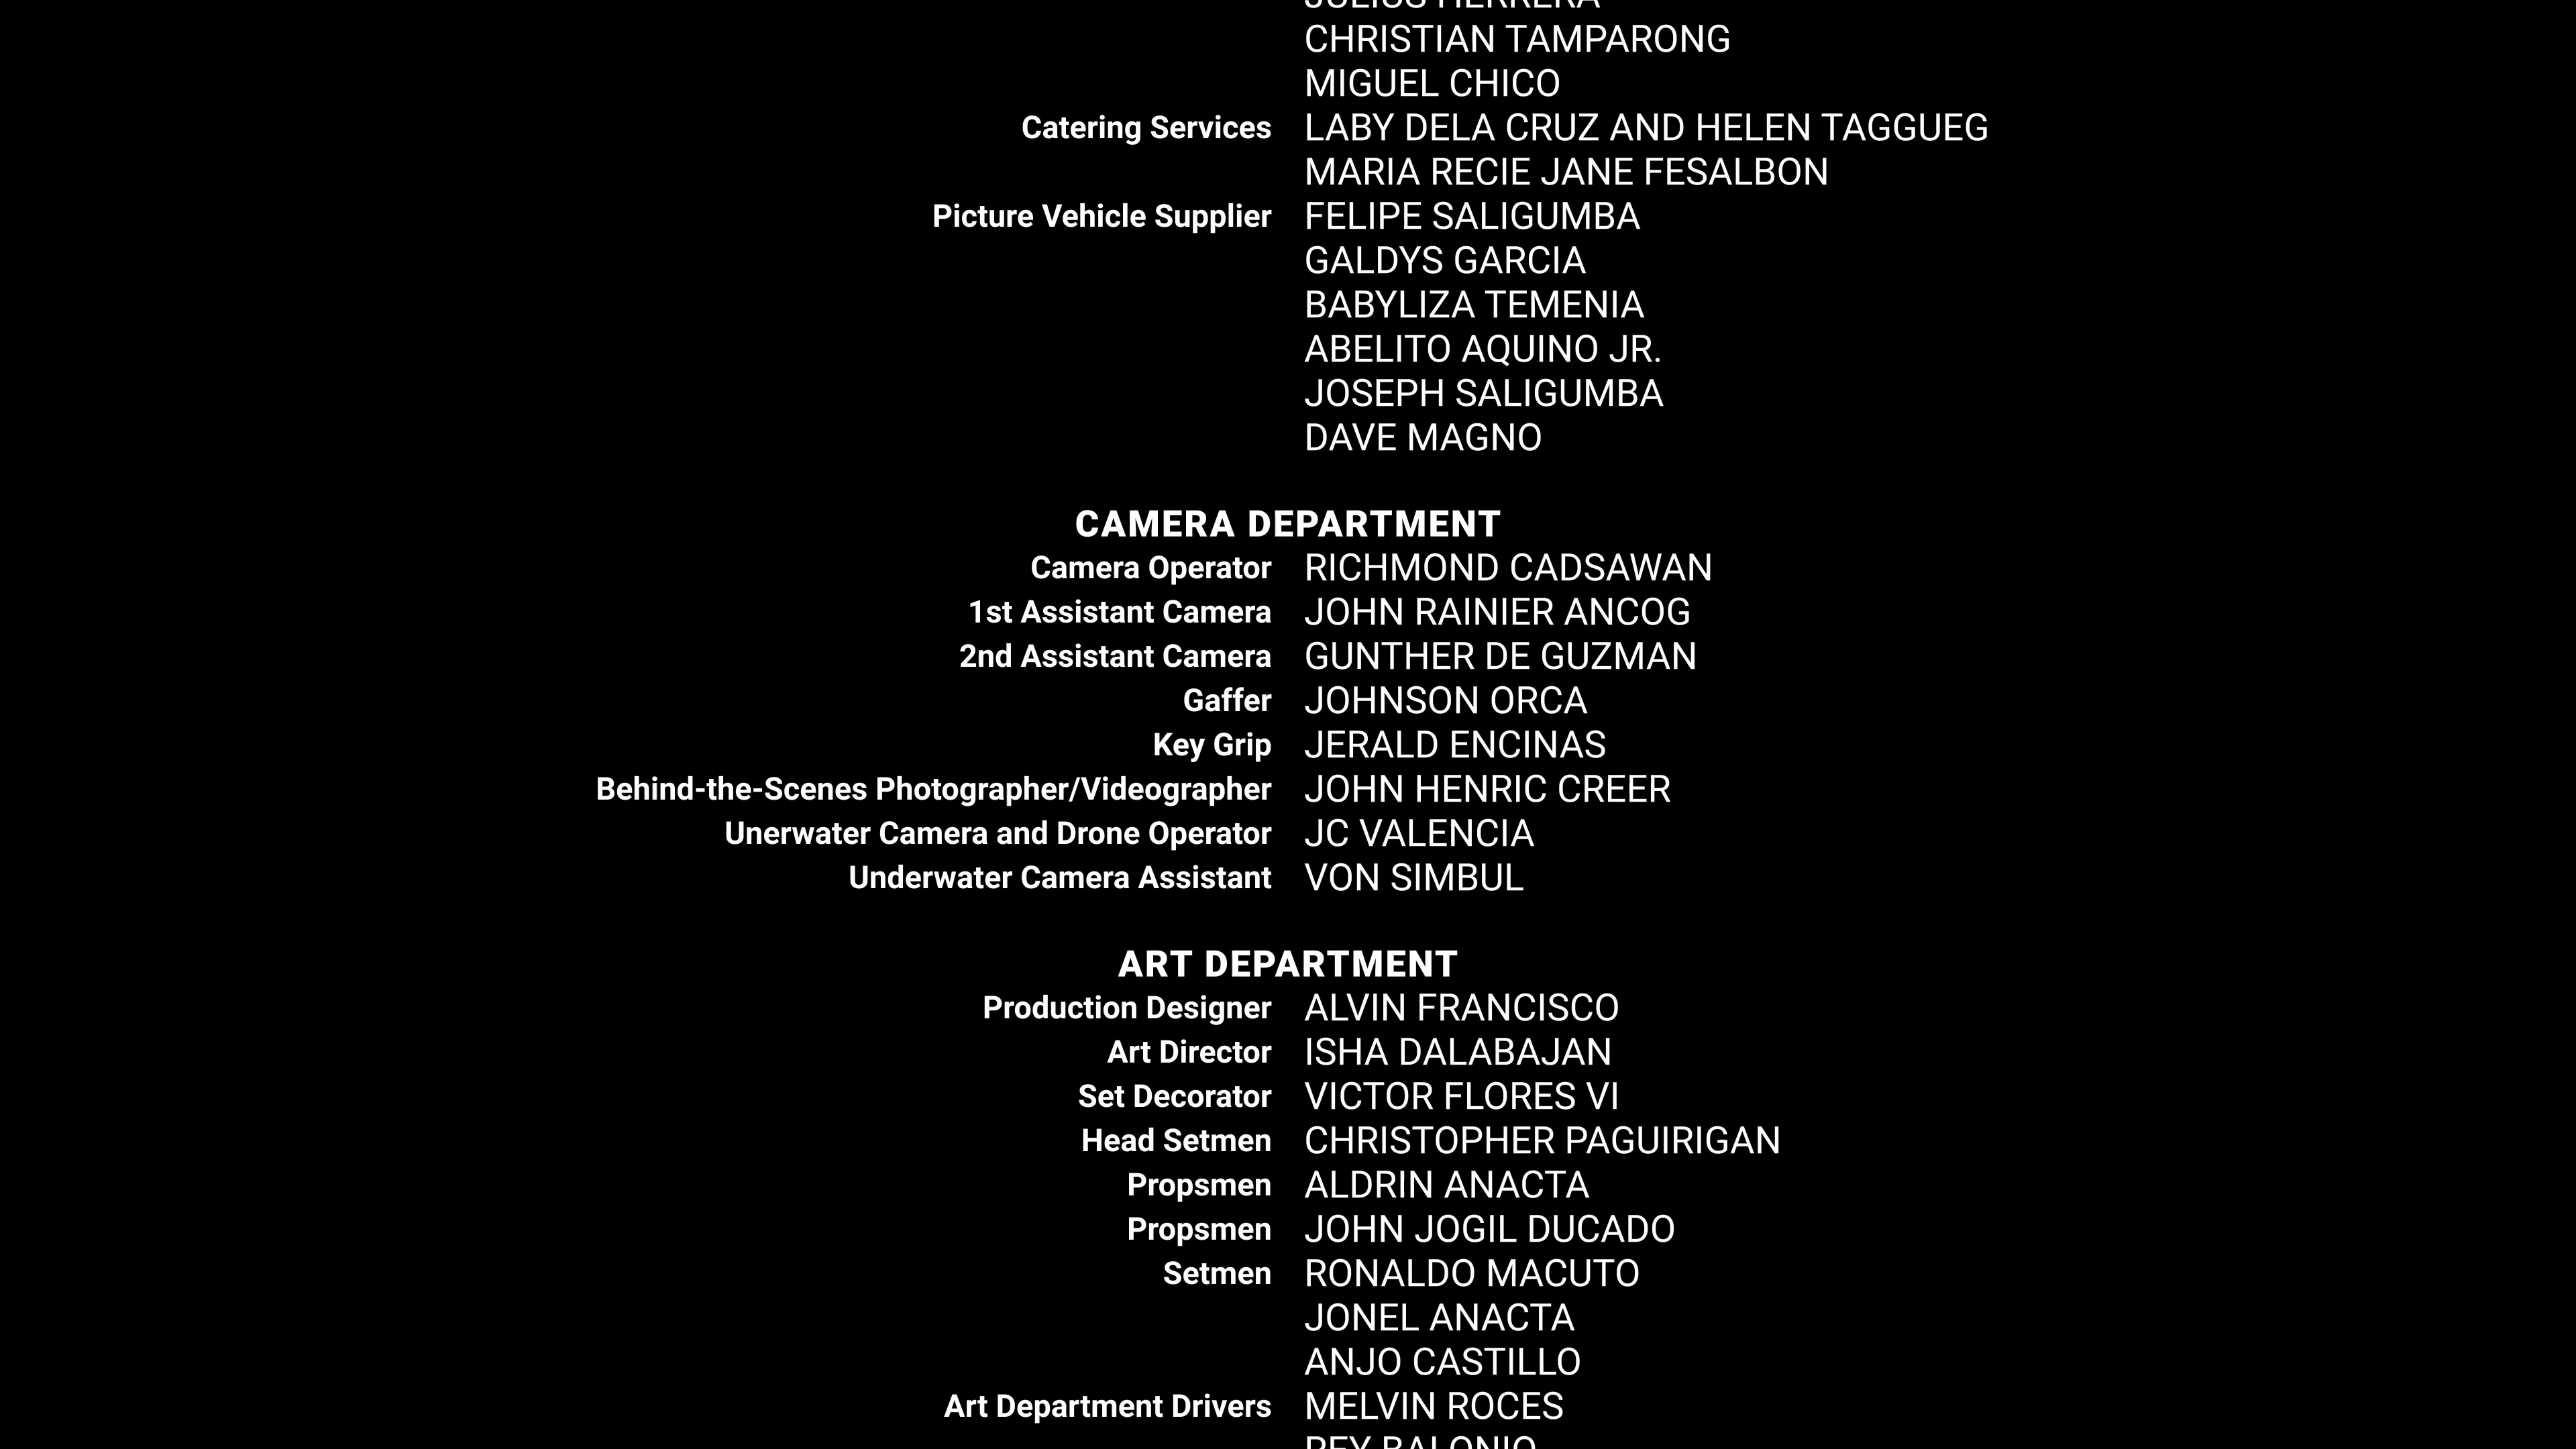 JULIUS HERRERA
CHRISTIAN TAMPARONG
MIGUEL CHICO
Catering Services LABY DELA CRUZ AND HELEN TAGGUEG
MARIA RECIE JANE FESALBON
Picture Vehicle Supplier FELIPE SALIGUMBA
GALDYS GARCIA
BABYLIZA TEMENIA
ABELITO AQUINO JR.
JOSEPH SALIGUMBA
DAVE MAGNO
CAMERA DEPARTMENT
Camera Operator RICHMOND CADSAWAN
1st Assistant Camera JOHN RAINIER ANCOG
2nd Assistant Camera GUNTHER DE GUZMAN
Gaffer JOHNSON ORCA
Key Grip JERALD ENCINAS
Behind-the-Scenes Photographer/Videographer JOHN HENRIC CREER
Unerwater Camera and Drone Operator JC VALENCIA
Underwater Camera Assistant VON SIMBUL
ART DEPARTMENT
Production Designer ALVIN FRANCISCO
Art Director ISHA DALABAJAN
Set Decorator VICTOR FLORES VI
Head Setmen CHRISTOPHER PAGUIRIGAN
Propsmen ALDRIN ANACTA
Propsmen JOHN JOGIL DUCADO
Setmen RONALDO MACUTO
JONEL ANACTA
ANJO CASTILLO
Art Department Drivers MELVIN ROCES